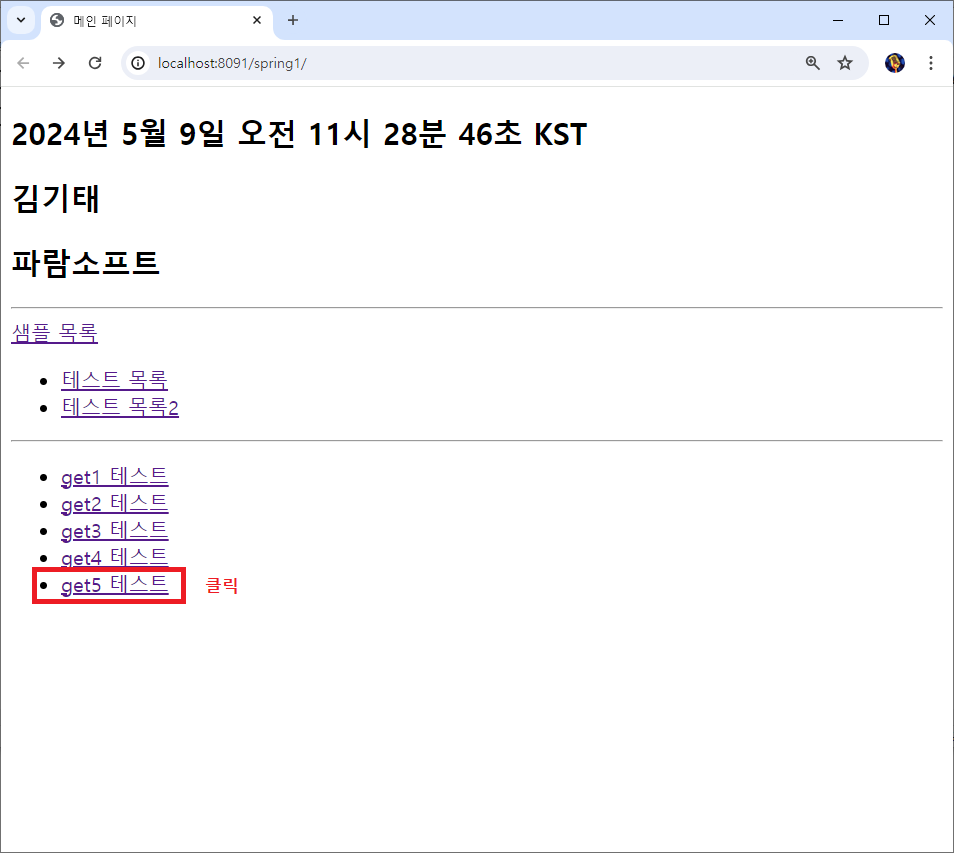 메인 페이지
localhost:8091/spring1/
2024년 5월 9일 오전 11시 28분 46초 KST
김기태
파람소프트
샘플 목록
테스트 목록
테스트 목록2
get1 테스트
get2 테스트
get3 테스트
get4 테스트
get5 테스트 클릭